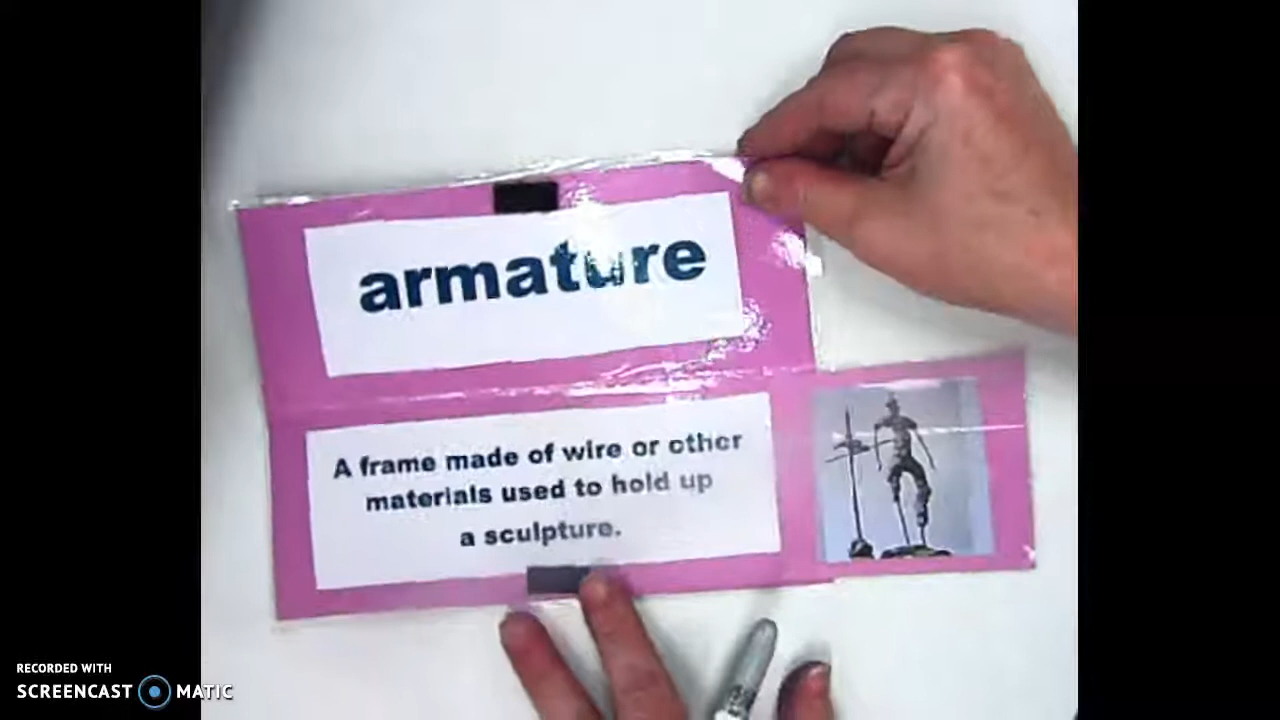 armature
A frame made of wire or other
materials used to hold up
a sculpture.
RECORDED WITH
SCREENCAST MATIC